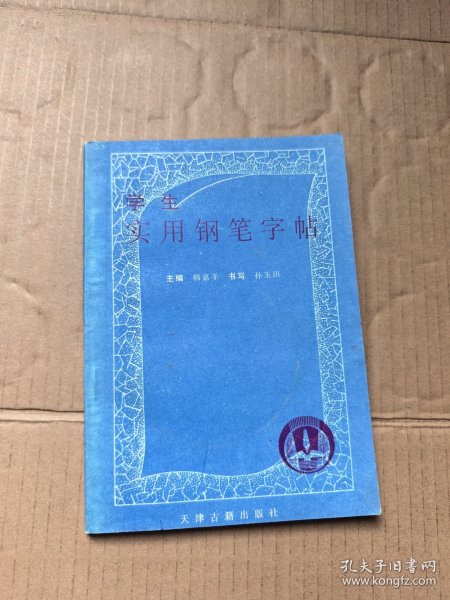 学生
实用钢笔字帖
主编 韩嘉羊 书写 孙玉田
天津古籍出版社
孔夫子旧书网
www.kongfz.com